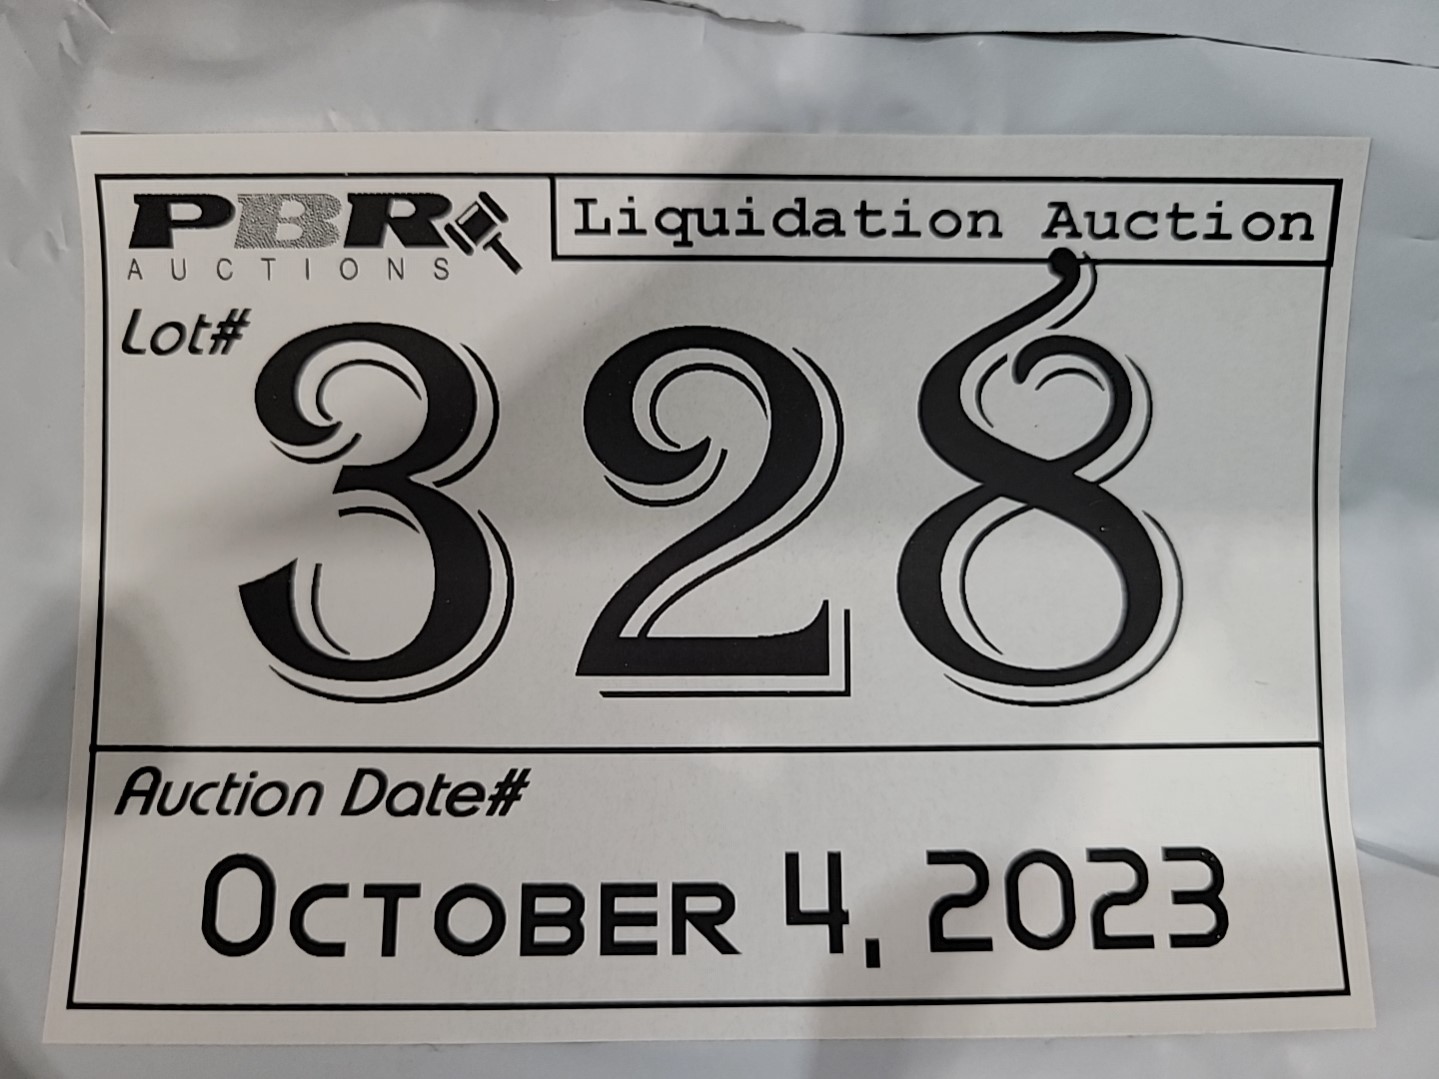 PBR
AUCTIONS
Liquidation Auction
Lot#
328
Auction Date#
October 4, 2023